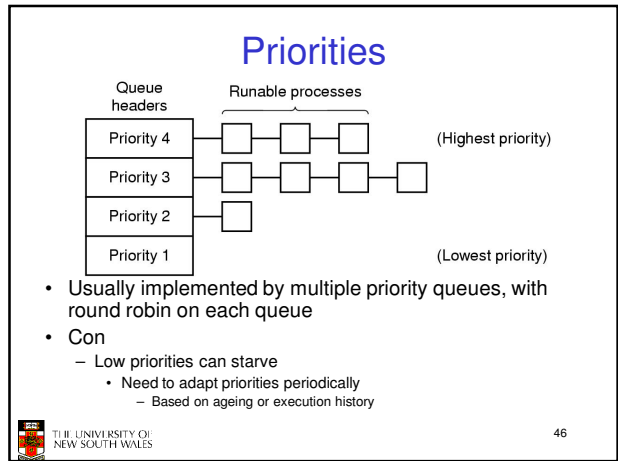 Priorities
Queue
headers
Runable processes
Priority 4
(Highest priority)
Priority 3
Priority 2
Priority 1
(Lowest priority)
• Usually implemented by multiple priority queues, with
round robin on each queue
• Con
– Low priorities can starve
• Need to adapt priorities periodically
– Based on ageing or execution history
THE UNIVERSITY OF
NEW SOUTH WALES
46